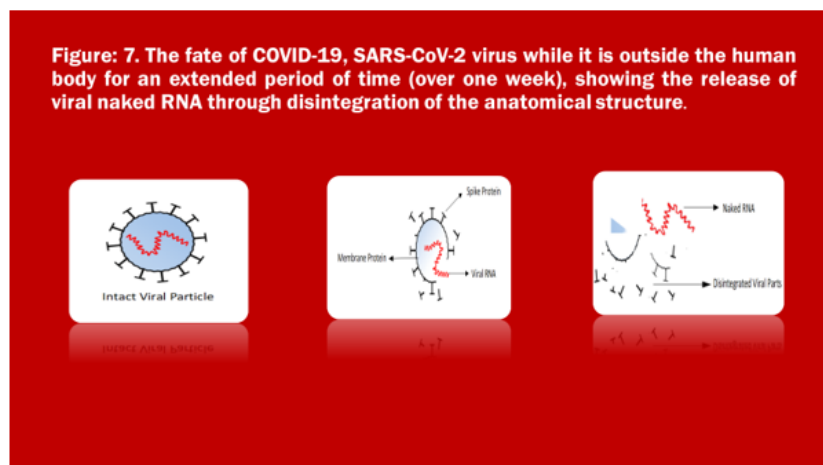 Figure: 7. The fate of COVID-19, SARS-CoV-2 virus while it is outside the human
body for an extended period of time (over one week), showing the release of
viral naked RNA through disintegration of the anatomical structure.
Intact Viral Particle
Spike Protein
Membrane Protein
Viral RNA
Naked RNA
Disintegrated Viral Parts